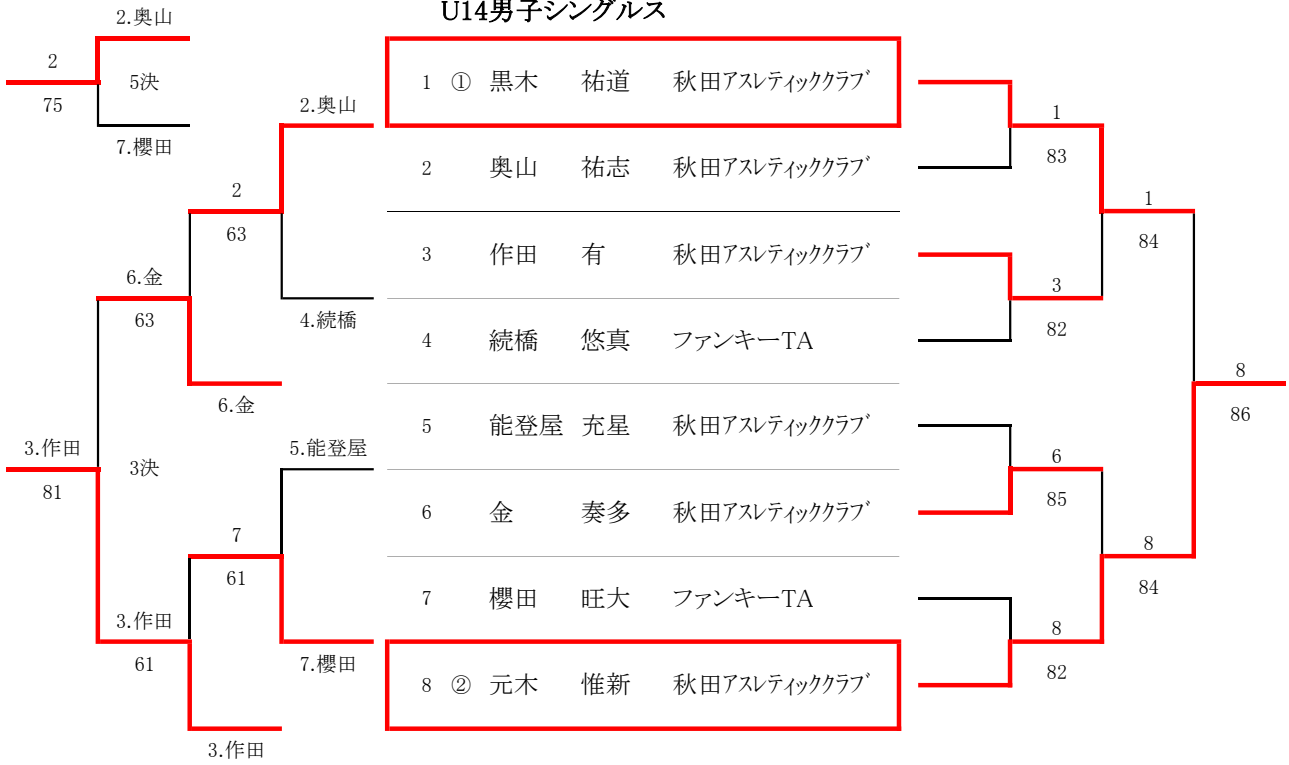 U14男子シングルス
2.奥山
2
5決
75
7.櫻田
2.奥山
2
63
6.金
63
4.続橋
6.金
3.作田
3決
81
5.能登屋
7
61
3.作田
61
7.櫻田
3.作田
1 ① 黒木 祐道 秋田アスレティッククラブ
2 奥山 祐志 秋田アスレティッククラブ
3 作田 有 秋田アスレティッククラブ
4 続橋 悠真 ファンキーTA
5 能登屋 充星 秋田アスレティッククラブ
6 金 奏多 秋田アスレティッククラブ
7 櫻田 旺大 ファンキーTA
8 ② 元木 惟新 秋田アスレティッククラブ
1
83
1
84
3
82
8
86
6
85
8
84
8
82